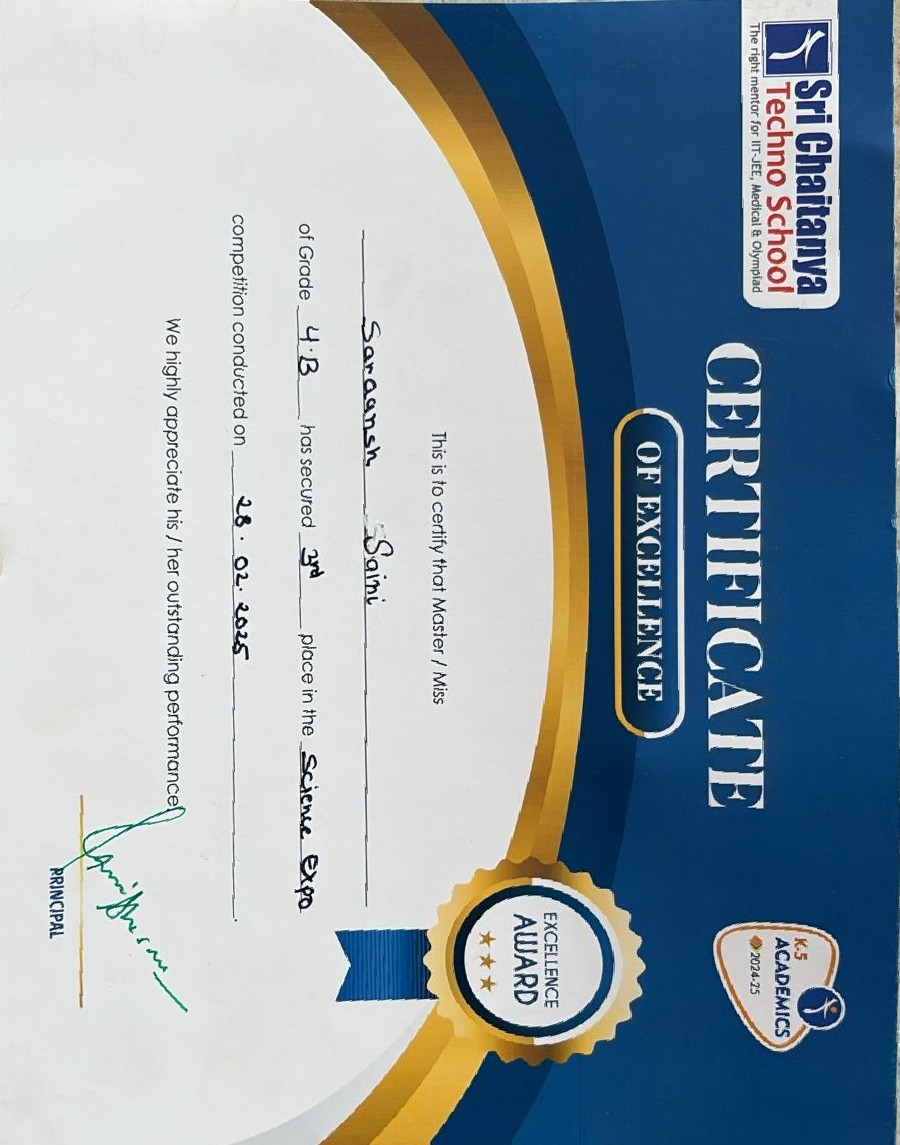 Sri Chaitanya
Techno School
The right mentor for IIT-JEE, Medical & Olympiad
K-5
ACADEMICS
2024-25
CERTIFICATE
OF EXCELLENCE
EXCELLENCE
AWARD
This is to certify that Master / Miss
Saraansh Saini
of Grade 4.B has secured 3rd place in the Science Expo
competition conducted on 28.02.2025.
We highly appreciate his / her outstanding performance
PRINCIPAL